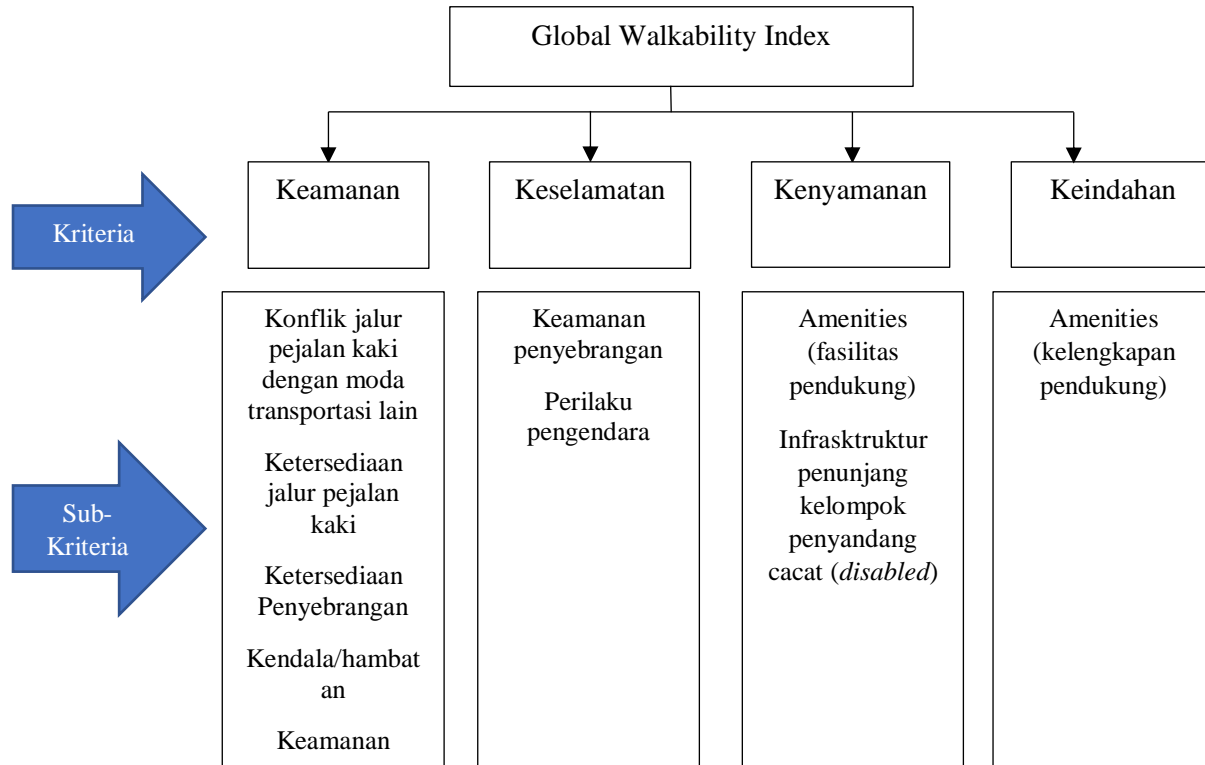 Global Walkability Index
Kriteria
Keamanan
Keselamatan
Kenyamanan
Keindahan
Sub-
Kriteria
Konflik jalur
pejalan kaki
dengan moda
transportasi lain
Ketersediaan
jalur pejalan
kaki
Ketersediaan
Penyebrangan
Kendala/hambat
an
Keamanan
Keamanan
penyebrangan
Perilaku
pengendara
Amenities
(fasilitas
pendukung)
Infrasktruktur
penunjang
kelompok
penyandang
cacat (disabled)
Amenities
(kelengkapan
pendukung)